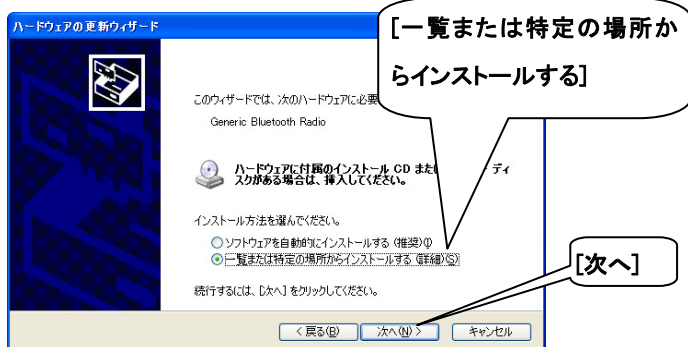 ハードウェアの更新ウィザード
[一覧または特定の場所か
らインストールする]
このウィザードでは、次のハードウェアに必要
Generic Bluetooth Radio
ハードウェアに付属のインストール CD また
ディ
スクがある場合は、挿入してください。
インストール方法を選んでください。
ソフトウェアを自動的にインストールする (推奨)(I)
一覧または特定の場所からインストールする (詳細)(S)
[次へ]
続行するには、[次へ] をクリックしてください。
< 戻る(B)
次へ(N) >
キャンセル